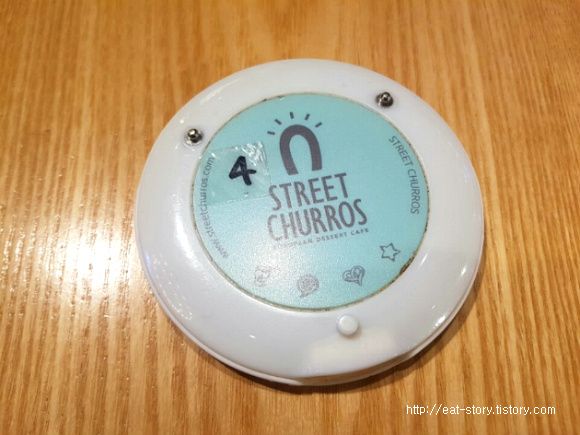 4
STREET
CHURROS
EUROPEAN DESSERT CAFE
www.streetchurros.com
STREET CHURROS
http://eat-story.tistory.com